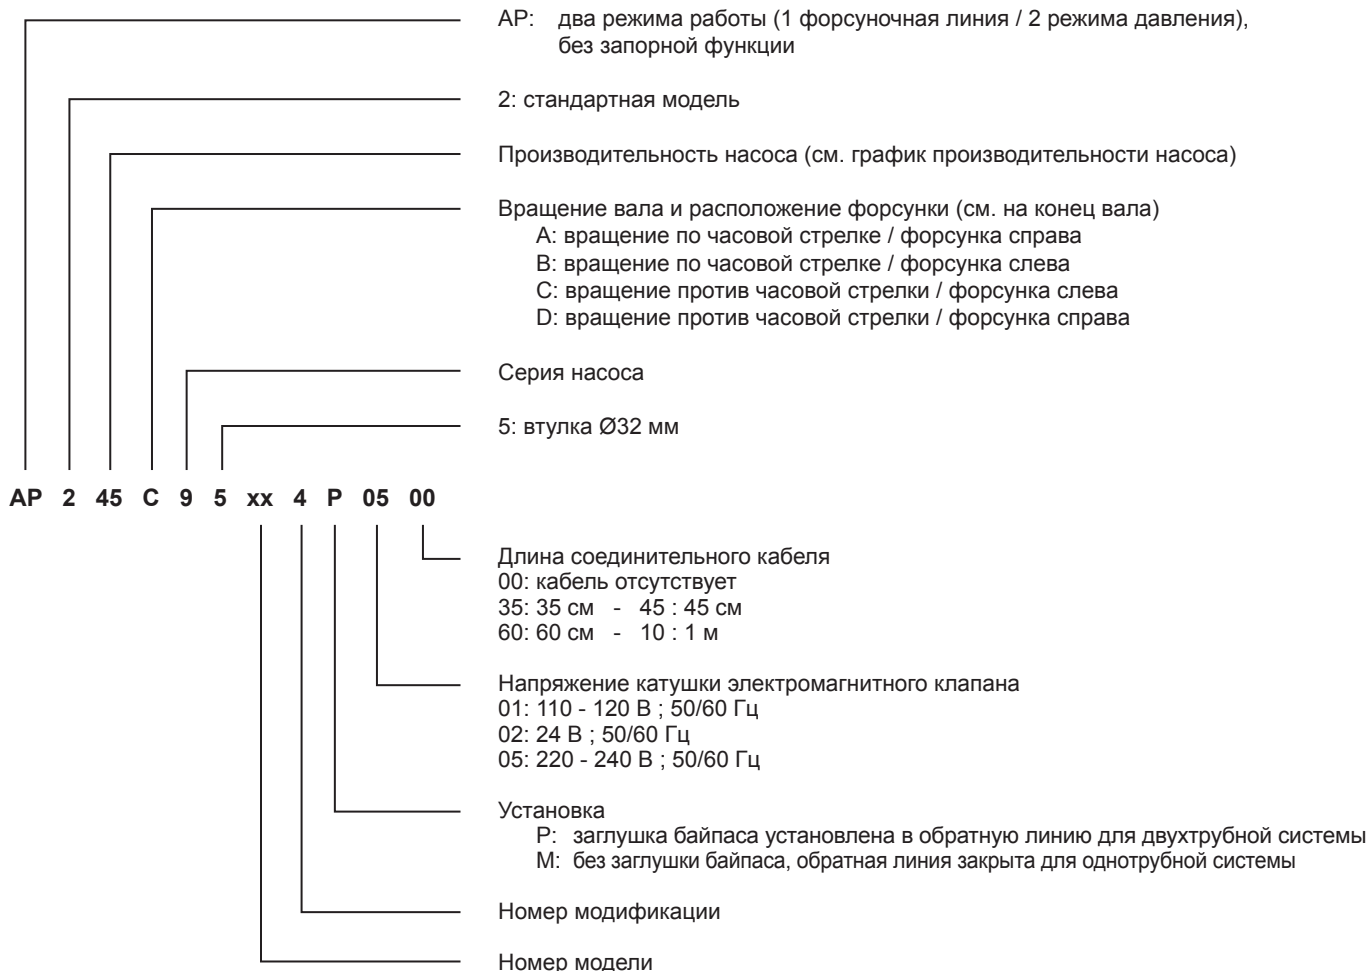 AP: два режима работы (1 форсуночная линия / 2 режима давления),
без запорной функции
2: стандартная модель
Производительность насоса (см. график производительности насоса)
Вращение вала и расположение форсунки (см. на конец вала)
A: вращение по часовой стрелке / форсунка справа
B: вращение по часовой стрелке / форсунка слева
C: вращение против часовой стрелки / форсунка слева
D: вращение против часовой стрелки / форсунка справа
Серия насоса
5: втулка Ø32 мм
AP 2 45 C 9 5 xx 4 P 05 00
Длина соединительного кабеля
00: кабель отсутствует
35: 35 см - 45 : 45 см
60: 60 см - 10 : 1 м
Напряжение катушки электромагнитного клапана
01: 110 - 120 В ; 50/60 Гц
02: 24 В ; 50/60 Гц
05: 220 - 240 В ; 50/60 Гц
Установка
P: заглушка байпаса установлена в обратную линию для двухтрубной системы
M: без заглушки байпаса, обратная линия закрыта для однотрубной системы
Номер модификации
Номер модели